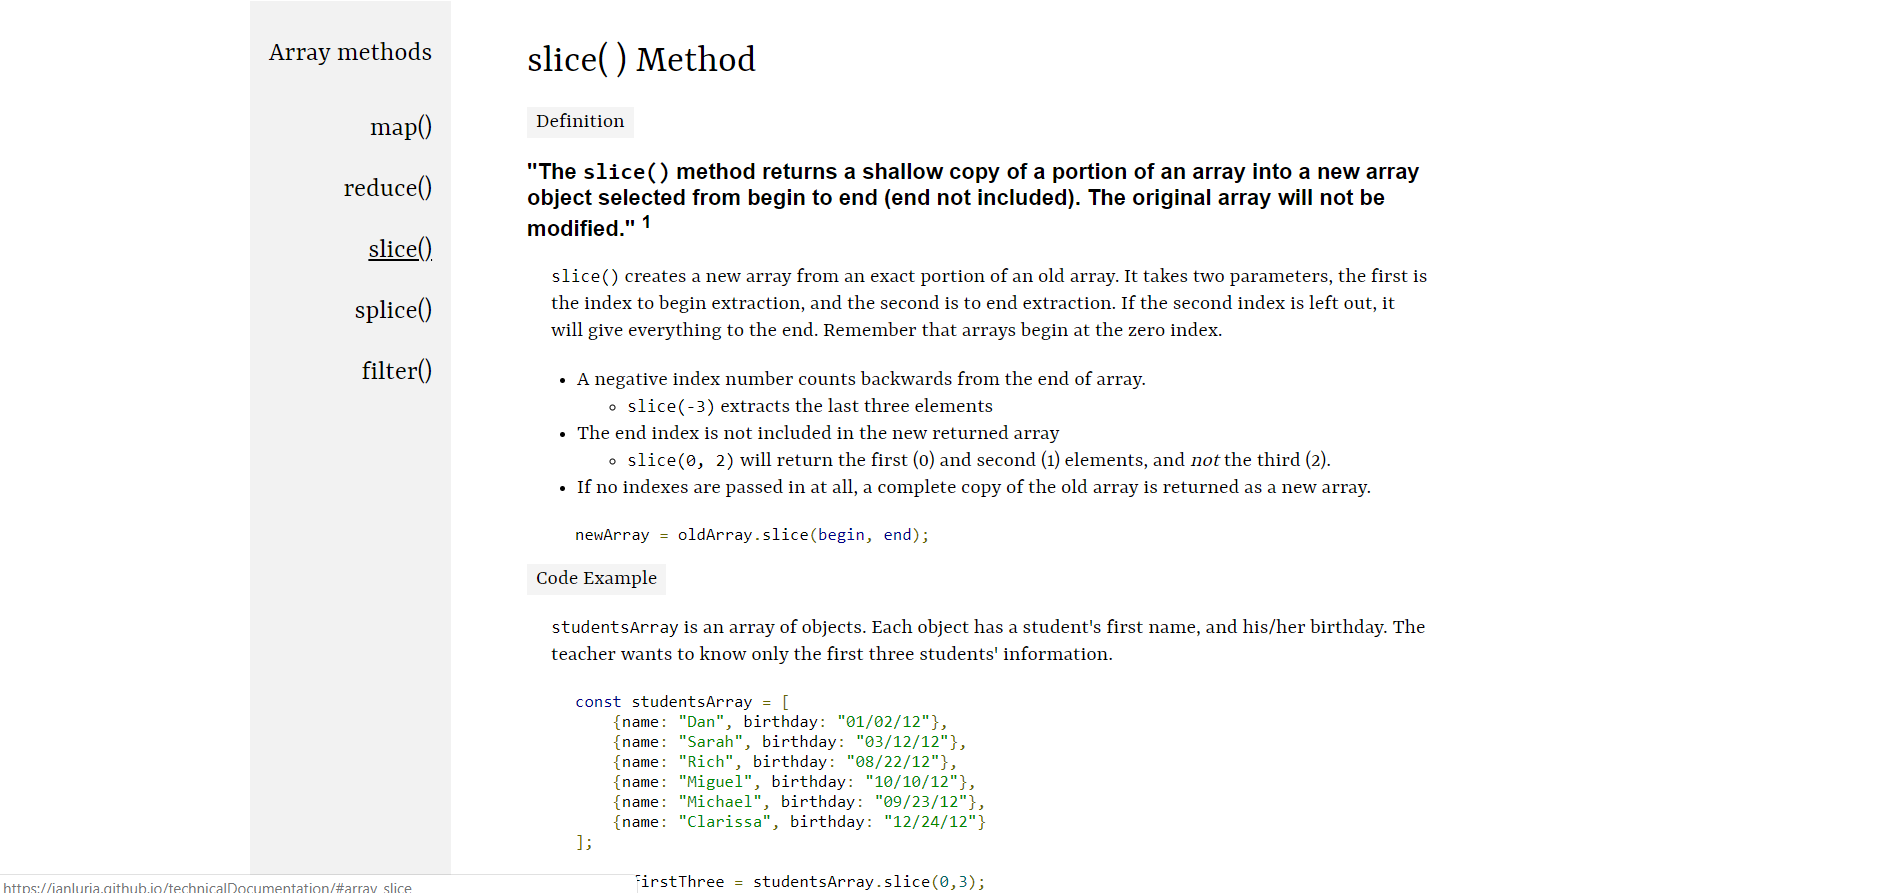 Array methods
map()
reduce()
slice()
splice()
filter()
slice( ) Method
Definition
"The slice() method returns a shallow copy of a portion of an array into a new array
object selected from begin to end (end not included). The original array will not be
modified." 1
slice() creates a new array from an exact portion of an old array. It takes two parameters, the first is
the index to begin extraction, and the second is to end extraction. If the second index is left out, it
will give everything to the end. Remember that arrays begin at the zero index.
• A negative index number counts backwards from the end of array.
◦ slice(-3) extracts the last three elements
• The end index is not included in the new returned array
◦ slice(0, 2) will return the first (0) and second (1) elements, and not the third (2).
• If no indexes are passed in at all, a complete copy of the old array is returned as a new array.
newArray = oldArray.slice(begin, end);
Code Example
studentsArray is an array of objects. Each object has a student's first name, and his/her birthday. The
teacher wants to know only the first three students' information.
const studentsArray = [
{name: "Dan", birthday: "01/02/12"},
{name: "Sarah", birthday: "03/12/12"},
{name: "Rich", birthday: "08/22/12"},
{name: "Miguel", birthday: "10/10/12"},
{name: "Michael", birthday: "09/23/12"},
{name: "Clarissa", birthday: "12/24/12"}
];
firstThree = studentsArray.slice(0,3);
https://ianluria.github.io/technicalDocumentation/#array_slice